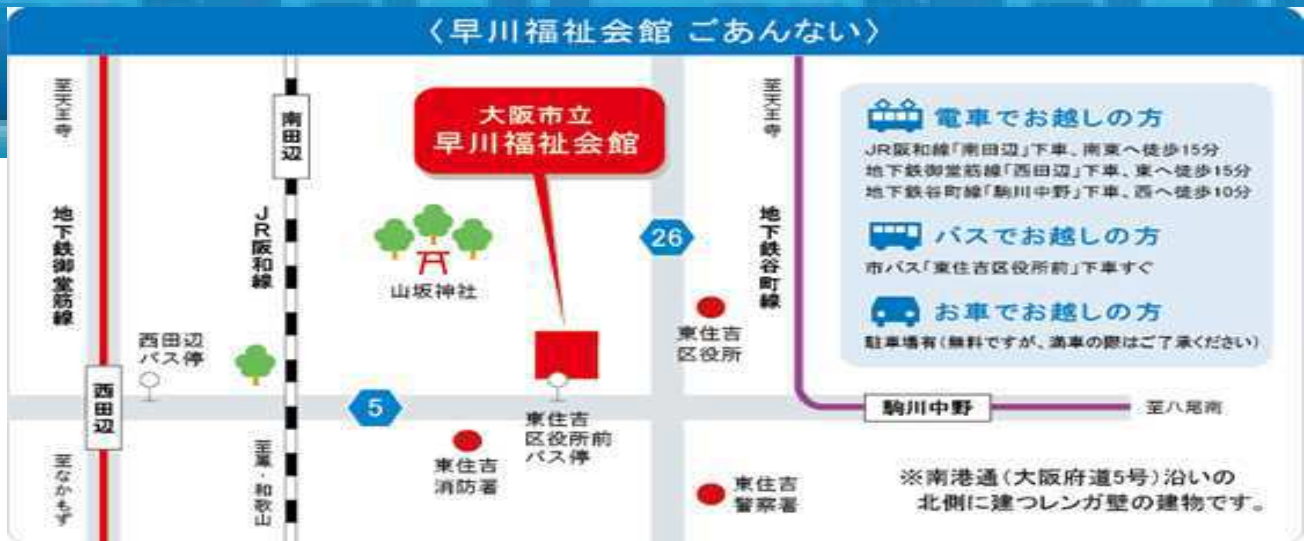 〈早川福祉会館 ごあんない〉
至天王寺
地下鉄御堂筋線
西田辺
至なかもず
西田辺
バス停
南田辺
JR阪和線
至鳳・和歌山
大阪市立
早川福祉会館
山坂神社
5
東住吉
消防署
東住吉
区役所前
バス停
26
東住吉
区役所
東住吉
警察署
至天王寺
地下鉄谷町線
駒川中野
至八尾南
電車でお越しの方
JR阪和線「南田辺」下車、南東へ徒歩15分
地下鉄御堂筋線「西田辺」下車、東へ徒歩15分
地下鉄谷町線「駒川中野」下車、西へ徒歩10分
バスでお越しの方
市バス「東住吉区役所前」下車すぐ
お車でお越しの方
駐車場有(無料ですが、満車の際はご了承ください)
※南港通(大阪府道5号)沿いの
北側に建つレンガ壁の建物です。